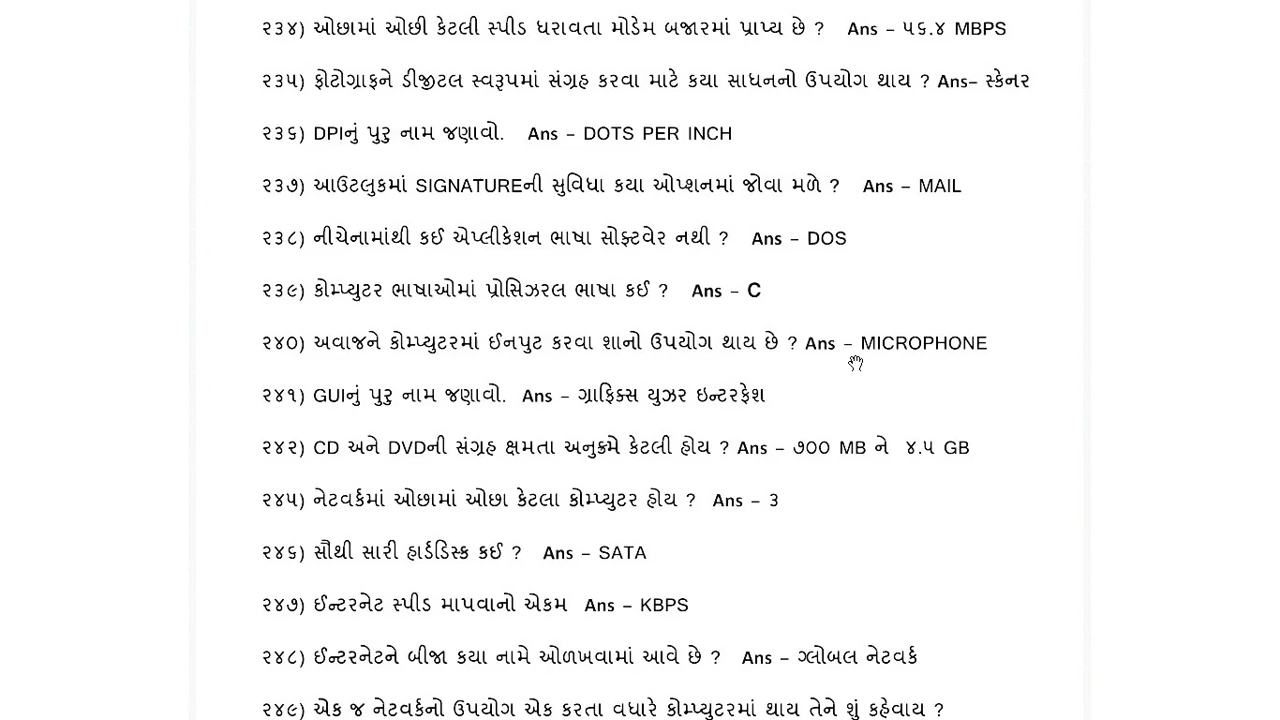 ૨૩૪) ઓછામાં ઓછી કેટલી સ્પીડ ધરાવતા મોડેમ બજારમાં પ્રાપ્ય છે ? Ans – ૫૬.૪ MBPS
૨૩૫) ફોટોગ્રાફને ડીજીટલ સ્વરૂપમાં સંગ્રહ કરવા માટે કયા સાધનનો ઉપયોગ થાય ? Ans– સ્કેનર
૨૩૬) DPIનું પુરુ નામ જણાવો. Ans – DOTS PER INCH
૨૩૭) આઉટલુકમાં SIGNATUREની સુવિધા કયા ઓપ્શનમાં જોવા મળે ? Ans – MAIL
૨૩૮) નીચેનામાંથી કઈ એપ્લીકેશન ભાષા સોફ્ટવેર નથી ? Ans – DOS
૨૩૯) કોમ્પ્યુટર ભાષાઓમાં પ્રોસિઝરલ ભાષા કઈ ? Ans – C
૨૪૦) અવાજને કોમ્પ્યુટરમાં ઈનપુટ કરવા શાનો ઉપયોગ થાય છે ? Ans – MICROPHONE
૨૪૧) GUIનું પુરુ નામ જણાવો. Ans – ગ્રાફિક્સ યુઝર ઇન્ટરફેશ
૨૪૨) CD અને DVDની સંગ્રહ ક્ષમતા અનુક્રમે કેટલી હોય ? Ans – ૭૦૦ MB ને ૪.૫ GB
૨૪૫) નેટવર્કમાં ઓછામાં ઓછા કેટલા કોમ્પ્યુટર હોય ? Ans – 3
૨૪૬) સૌથી સારી હાર્ડડિસ્ક કઈ ? Ans – SATA
૨૪૭) ઈન્ટરનેટ સ્પીડ માપવાનો એકમ Ans – KBPS
૨૪૮) ઈન્ટરનેટને બીજા કયા નામે ઓળખવામાં આવે છે ? Ans – ગ્લોબલ નેટવર્ક
૨૪૯) એક જ નેટવર્કનો ઉપયોગ એક કરતા વધારે કોમ્પ્યુટરમાં થાય તેને શું કહેવાય ?